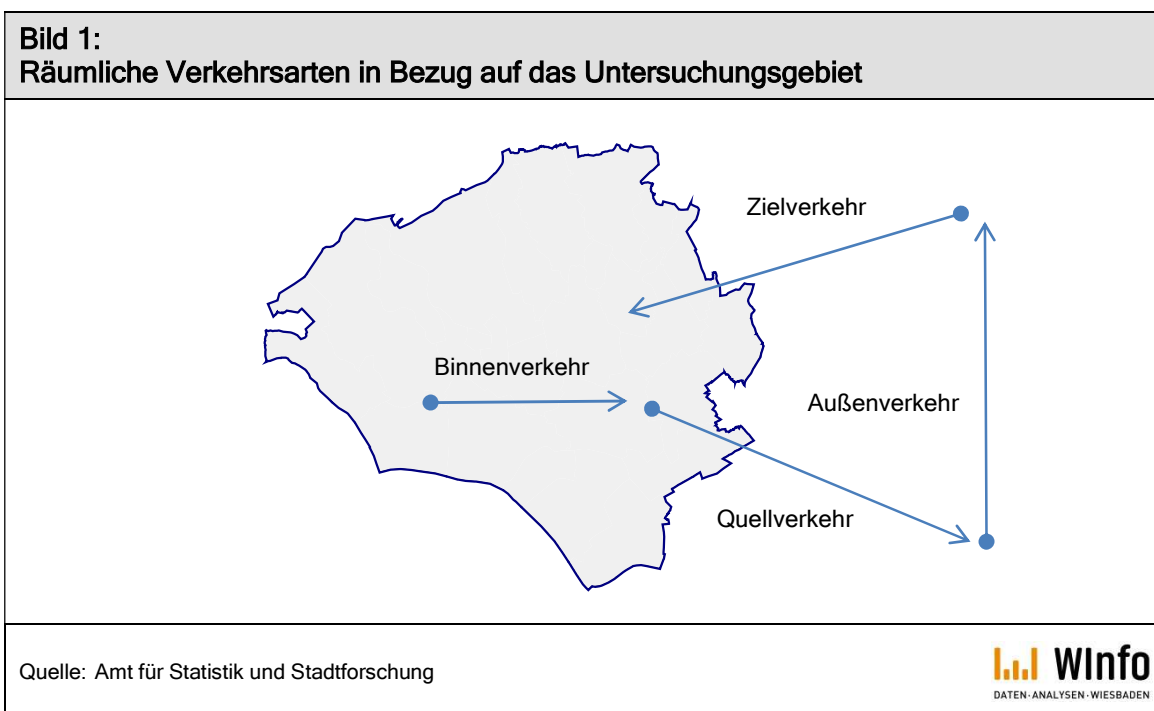 Bild 1:
Räumliche Verkehrsarten in Bezug auf das Untersuchungsgebiet
Zielverkehr
Binnenverkehr
Außenverkehr
Quellverkehr
Quelle: Amt für Statistik und Stadtforschung
WInfo
DATEN·ANALYSEN·WIESBADEN